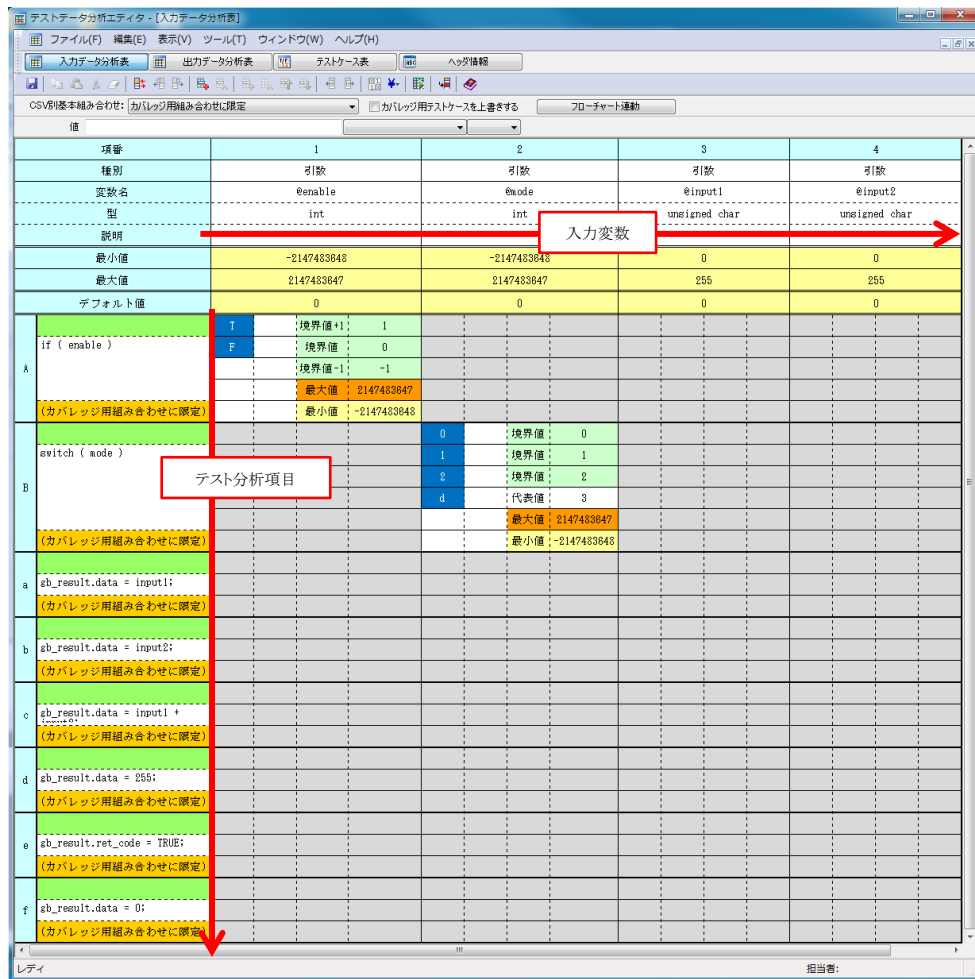 テストデータ分析エディタ - [入力データ分析表]
ファイル(F) 編集(E) 表示(V) ツール(T) ウィンドウ(W) ヘルプ(H)
入力データ分析表 出力データ分析表 テストケース表 ヘッダ情報
CSV別基本組み合わせ: カバレッジ用組み合わせに限定 カバレッジ用テストケースを上書きする フローチャート連動
値
項番 1 2 3 4
種別 引数 引数 引数 引数
変数名 @enable @mode @input1 @input2
型 int int unsigned char unsigned char
説明
入力変数
最小値 -2147483648 -2147483648 0 0
最大値 2147483647 2147483647 255 255
デフォルト値 0 0 0 0
T 境界値+1 1
if ( enable ) F 境界値 0
A 境界値-1 -1
最大値 2147483647
(カバレッジ用組み合わせに限定) 最小値 -2147483648
0 境界値 0
switch ( mode ) 1 境界値 1
テスト分析項目 2 境界値 2
B d 代表値 3
最大値 2147483647
(カバレッジ用組み合わせに限定) 最小値 -2147483648
a gb_result.data = input1;
(カバレッジ用組み合わせに限定)
b gb_result.data = input2;
(カバレッジ用組み合わせに限定)
c gb_result.data = input1 +
input2;
(カバレッジ用組み合わせに限定)
d gb_result.data = 255;
(カバレッジ用組み合わせに限定)
e gb_result.ret_code = TRUE;
(カバレッジ用組み合わせに限定)
f gb_result.data = 0;
(カバレッジ用組み合わせに限定)
レディ 担当者: